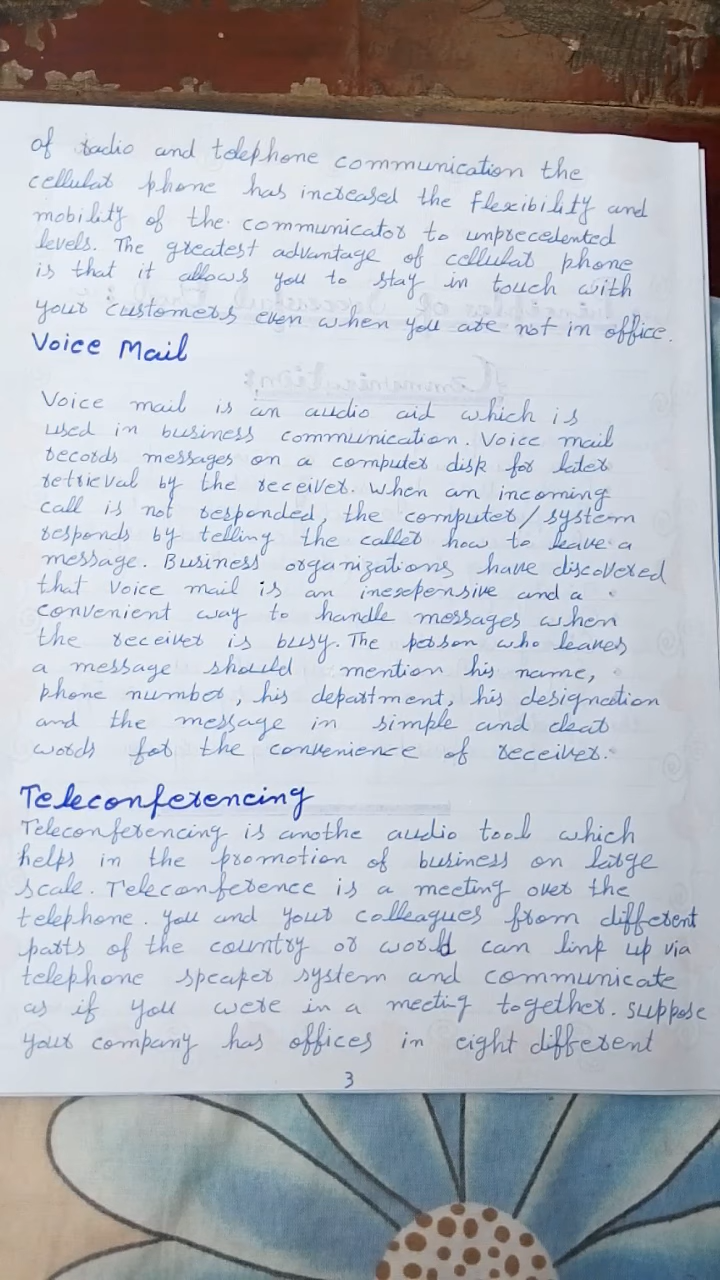 of radio and telephone communication the
cellular phone has increased the flexibility and
mobility of the communicator to unprecedented
levels. The greatest advantage of cellular phone
is that it allows you to stay in touch with
your customers even when you are not in office.
Voice Mail
Voice mail is an audio aid which is
used in business communication. Voice mail
records messages on a computer disk for later
retrieval by the receiver. When an incoming
call is not responded, the computer/system
responds by telling the caller how to leave a
message. Business organizations have discovered
that Voice mail is an inexpensive and a
convenient way to handle messages when
the receiver is busy. The person who leaves
a message should mention his name,
phone number, his department, his designation
and the message in simple and clear
words for the convenience of receiver.
Teleconferencing
Teleconferencing is anothe audio tool which
helps in the promotion of business on large
scale. Teleconference is a meeting over the
telephone. you and your colleagues from different
parts of the country or world can link up via
telephone speaker system and communicate
as if you were in a meeting together. suppose
your company has offices in eight different
3